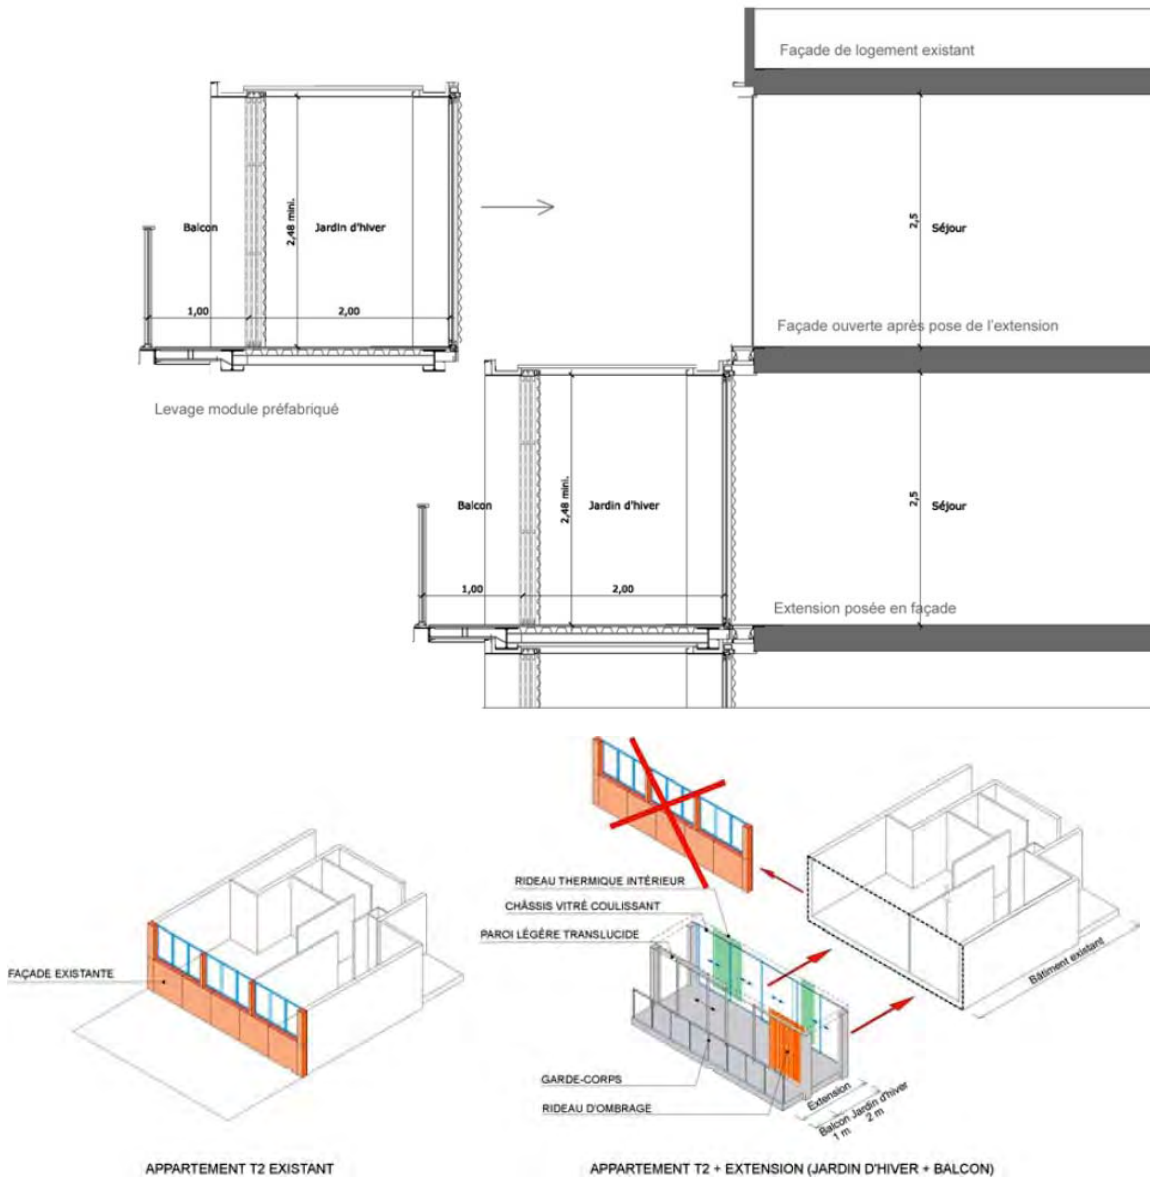 Façade de logement existant
Balcon
2,48 mini.
Jardin d'hiver
2,5
Séjour
1,00
2,00
Façade ouverte après pose de l'extension
Levage module préfabriqué
Balcon
2,48 mini.
Jardin d'hiver
2,5
Séjour
1,00
2,00
Extension posée en façade
RIDEAU THERMIQUE INTÉRIEUR
CHÂSSIS VITRÉ COULISSANT
PAROI LÉGÈRE TRANSLUCIDE
FAÇADE EXISTANTE
Bâtiment existant
GARDE-CORPS
RIDEAU D'OMBRAGE
Extension
Balcon Jardin d'hiver
1 m 2 m
APPARTEMENT T2 EXISTANT
APPARTEMENT T2 + EXTENSION (JARDIN D'HIVER + BALCON)